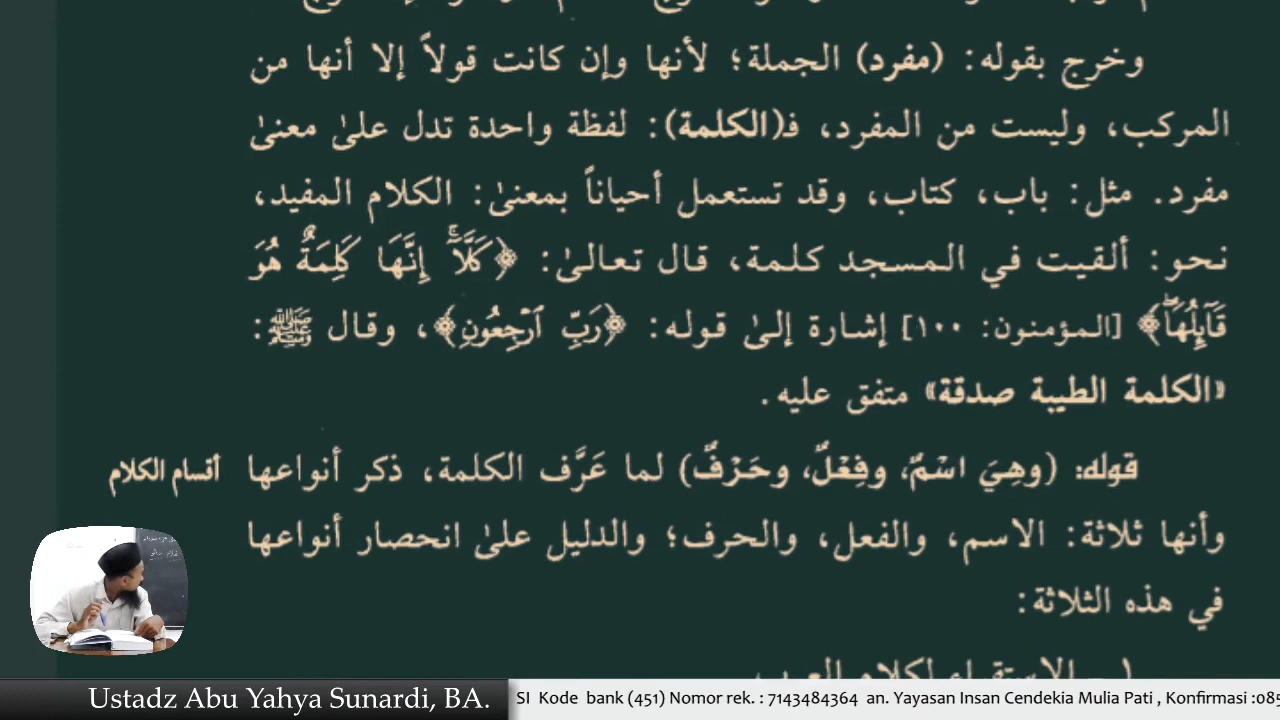 وخرج بقوله: (مفرد) الجملة؛ لأنها وإن كانت قولاً إلا أنها من
المركب، وليست من المفرد، فـ(الكلمة): لفظة واحدة تدل علىٰ معنىٰ
مفرد. مثل: باب، كتاب، وقد تستعمل أحياناً بمعنىٰ: الكلام المفيد،
نحو: ألقيت في المسجد كلمة، قال تعالىٰ: ﴿كَلَّآۚ إِنَّهَا كَلِمَةٌ هُوَ
قَآئِلُهَاۖ﴾ [المؤمنون: ١٠٠] إشارة إلىٰ قوله: ﴿رَبِّ ٱرْجِعُونِ﴾، وقال ﷺ:
«الكلمة الطيبة صدقة» متفق عليه.
قوله: (وهِيَ اسْمٌ، وفِعْلٌ، وحَرْفٌ) لما عَرَّف الكلمة، ذكر أنواعها
أقسام الكلام
وأنها ثلاثة: الاسم، والفعل، والحرف؛ والدليل علىٰ انحصار أنواعها
في هذه الثلاثة:
Ustadz Abu Yahya Sunardi, BA.
SI Kode bank (451) Nomor rek. : 7143484364 an. Yayasan Insan Cendekia Mulia Pati , Konfirmasi :085